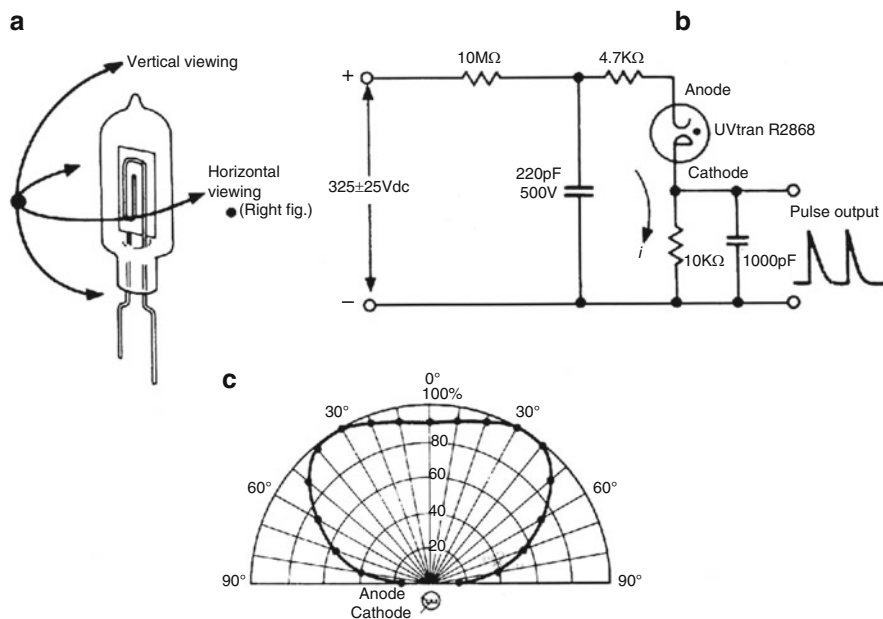 a
Vertical viewing
Horizontal
viewing
● (Right fig.)
b
10MΩ
4.7KΩ
+
Anode
UVtran R2868
Cathode
325±25Vdc
220pF
500V
Pulse output
i
10KΩ
1000pF
−
c
0°
100%
30°
30°
80
60°
60
60°
40
20
90°
90°
Anode
Cathode